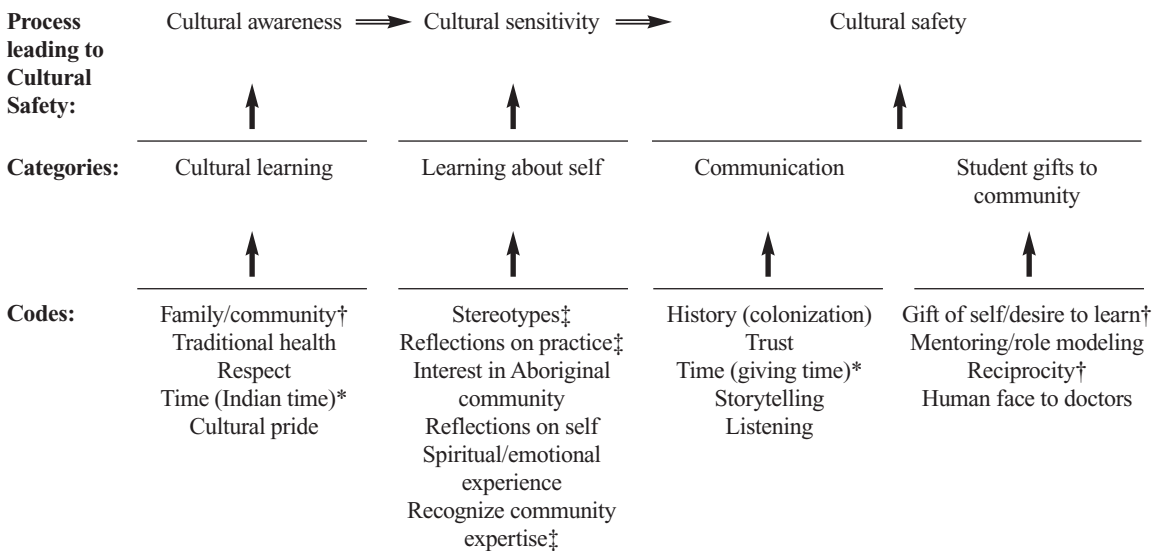 Process leading to Cultural Safety:
Cultural awareness
Cultural sensitivity
Cultural safety
Categories:
Cultural learning
Learning about self
Communication
Student gifts to
community
Codes:
Family/community†
Traditional health
Respect
Time (Indian time)*
Cultural pride
Stereotypes‡
Reflections on practice‡
Interest in Aboriginal
community
Reflections on self
Spiritual/emotional
experience
Recognize community
expertise‡
History (colonization)
Trust
Time (giving time)*
Storytelling
Listening
Gift of self/desire to learn†
Mentoring/role modeling
Reciprocity†
Human face to doctors